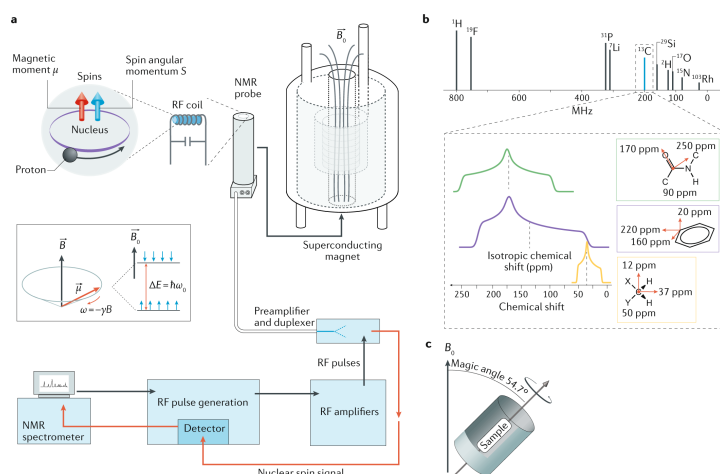 a
Magnetic
moment μ
Spin angular
momentum S
Spins
Nucleus
Proton
RF coil
NMR
probe
B₀
Superconducting
magnet
B
μ
ω=−γB
B₀
ΔE=ħω₀
Preamplifier
and duplexer
RF pulses
RF pulse generation
Detector
RF amplifiers
NMR
spectrometer
Nuclear spin signal
b
¹H
¹⁹F
³¹P
⁷Li
¹³C
²⁹Si
²H
¹⁷O
¹⁵N
¹⁰³Rh
800
600
400
200
0
MHz
Isotropic chemical
shift (ppm)
250
200
150
100
50
0
Chemical shift
170 ppm
250 ppm
O
C
C
N
C
H
90 ppm
20 ppm
220 ppm
160 ppm
12 ppm
X
H
C
37 ppm
Y
H
50 ppm
c
B₀
Magic angle 54.7°
Sample